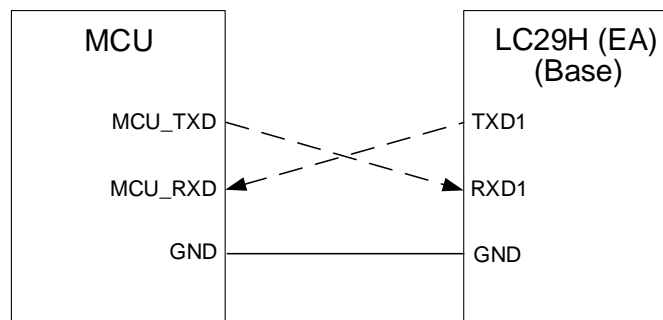 MCU
LC29H (EA)
(Base)
MCU_TXD
TXD1
MCU_RXD
RXD1
GND
GND